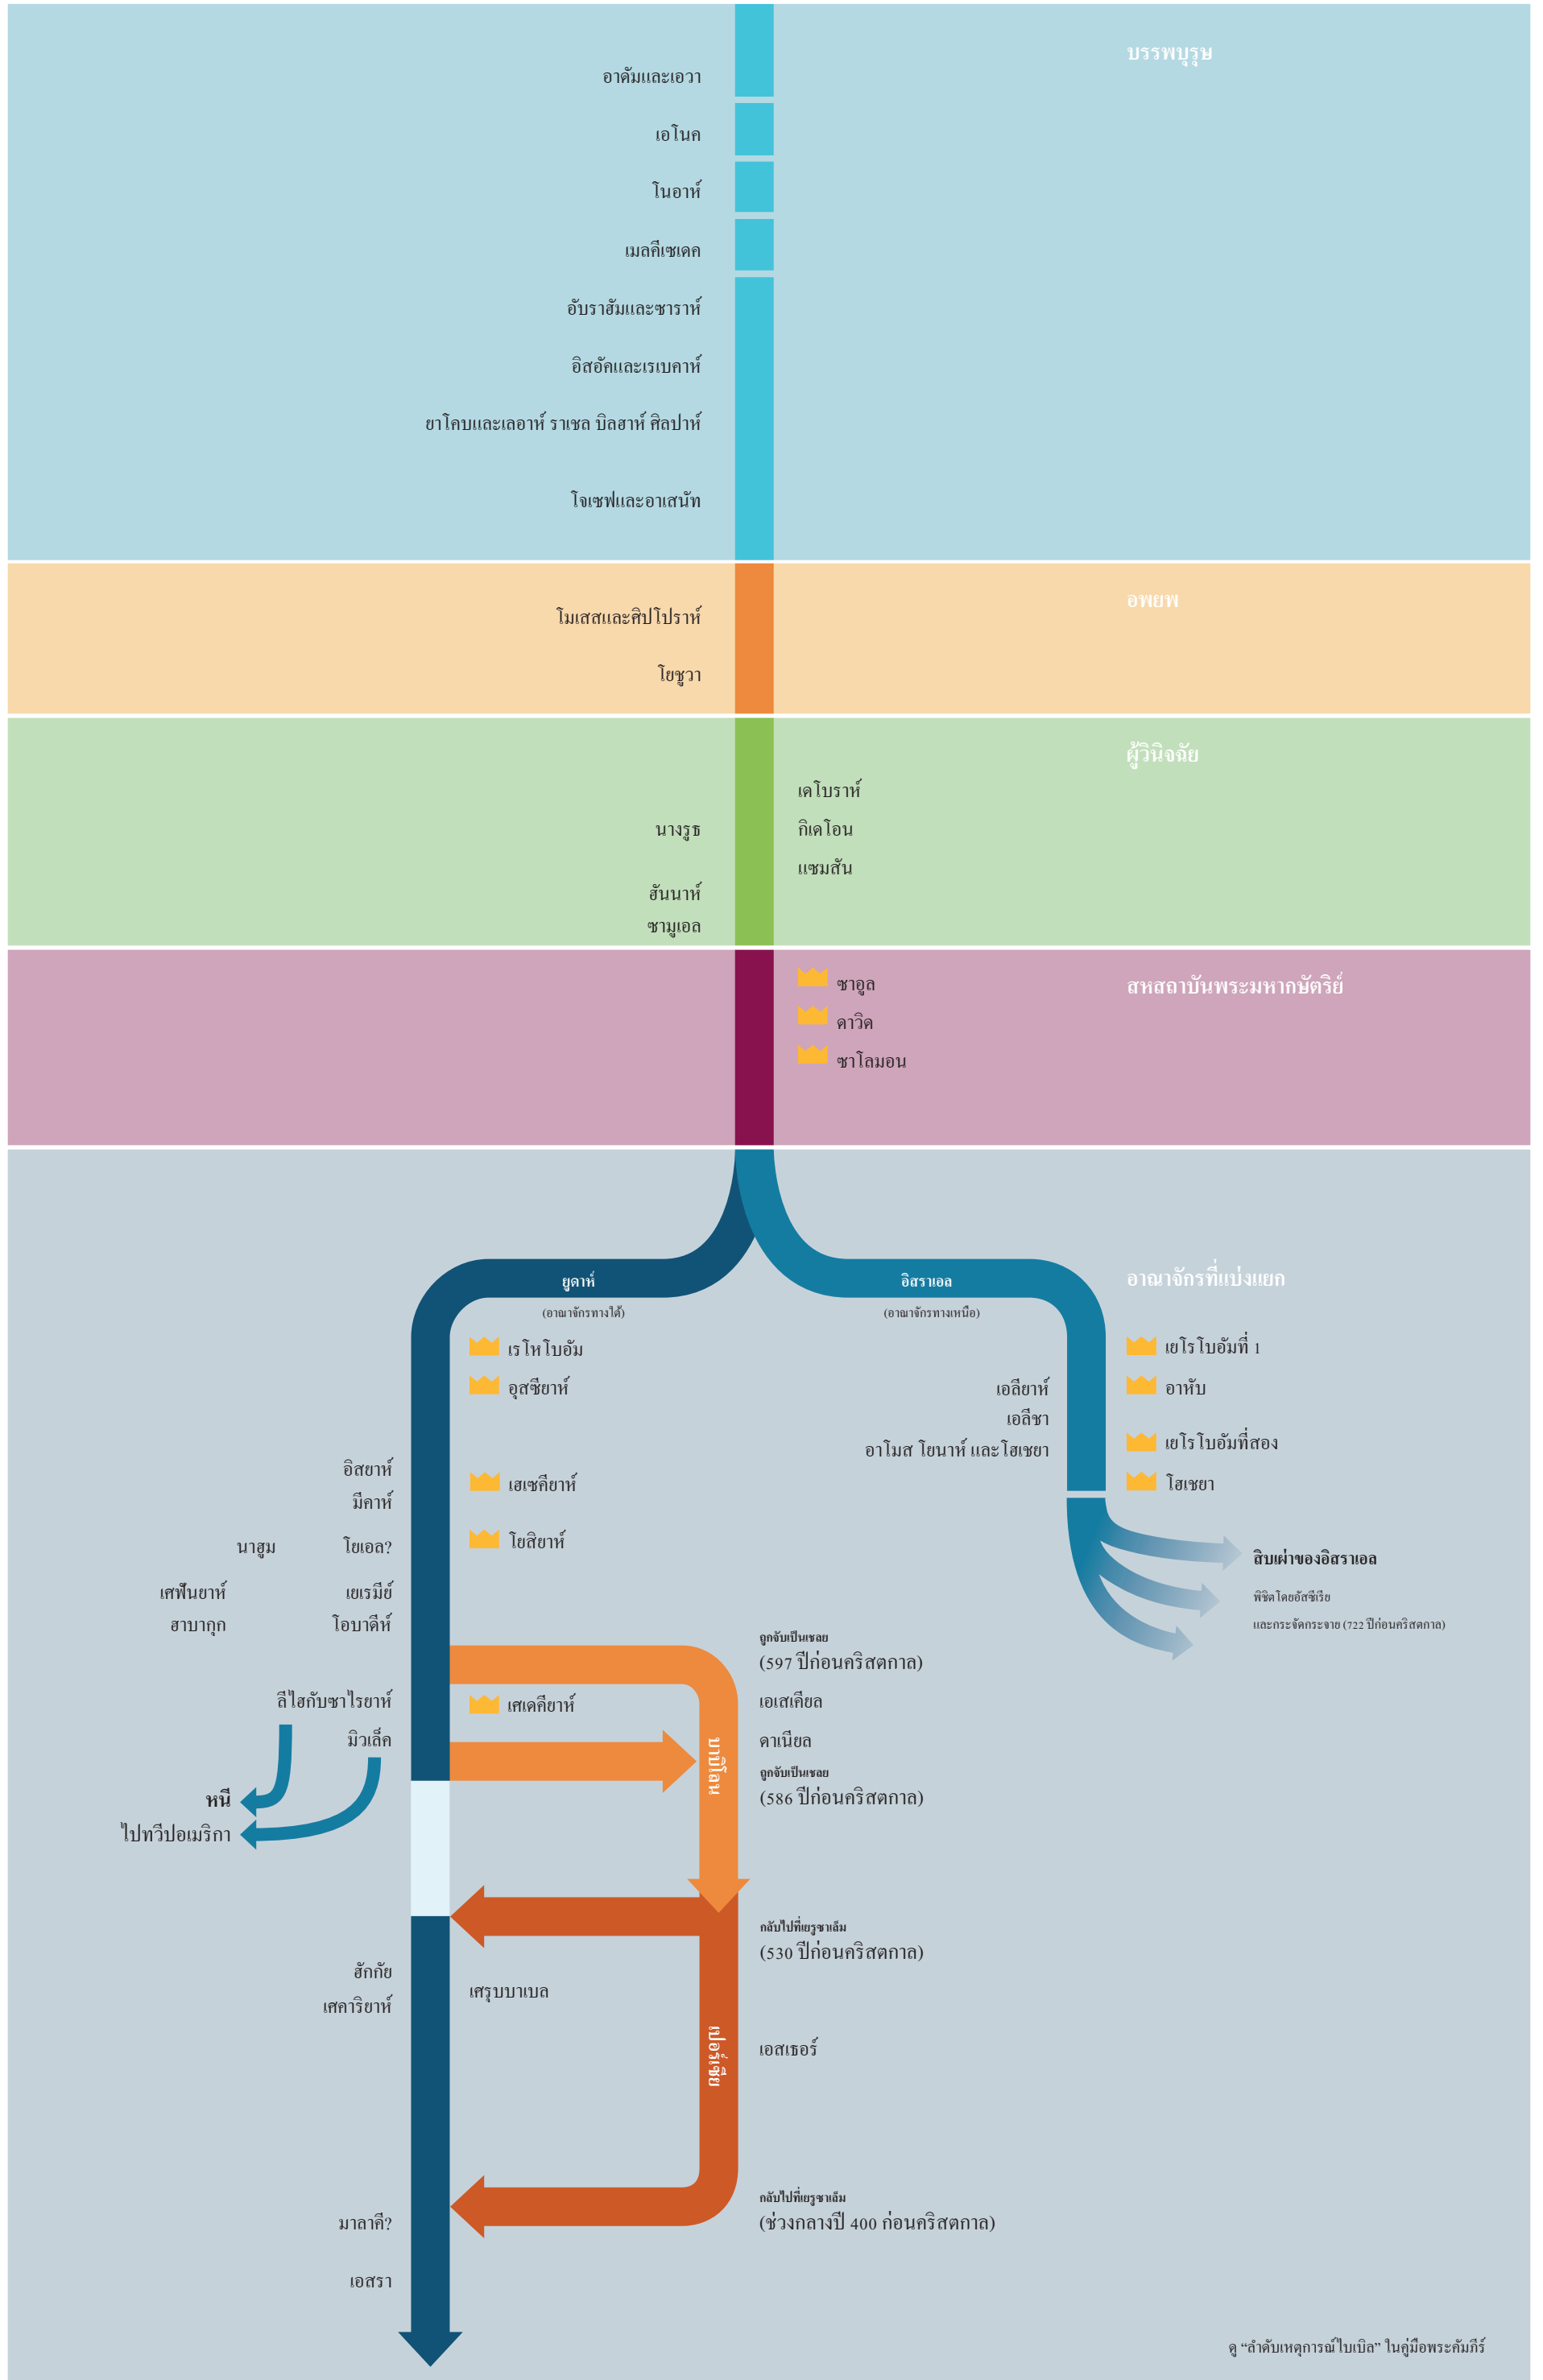 บรรพบุรุษ
อาดัมและเอวา
เอโนค
โนอาห์
เมลคีเซเดค
อับราฮัมและซาราห์
อิสอัคและเรเบคาห์
ยาโคบและเลอาห์ ราเชล บิลฮาห์ ศิลปาห์
โจเซฟและอาเสนัท
อพยพ
โมเสสและศิปโปราห์
โยชูวา
ผู้วินิจฉัย
เดโบราห์
นางรูธ
กิเดโอน
แซมสัน
ฮันนาห์
ซามูเอล
สหสถาบันพระมหากษัตริย์
ซาอูล
ดาวิด
ซาโลมอน
อาณาจักรที่แบ่งแยก
ยูดาห์
(อาณาจักรทางใต้)
อิสราเอล
(อาณาจักรทางเหนือ)
เรโหโบอัม
อุสซียาห์
เฮเซคียาห์
โยสิยาห์
เอลียาห์
เอลีชา
อาโมส โยนาห์ และโฮเชยา
เยโรโบอัมที่ 1
อาหับ
เยโรโบอัมที่สอง
โฮเชยา
สิบเผ่าของอิสราเอล
พิชิตโดยอัสซีเรีย
และกระจัดกระจาย (722 ปีก่อนคริสตกาล)
อิสยาห์
มีคาห์
นาฮูม
โยเอล?
เศฟันยาห์
เยเรมีย์
ฮาบากุก
โอบาดีห์
ถูกจับเป็นเชลย
(597 ปีก่อนคริสตกาล)
ลีไฮกับซาไรยาห์
เศเดคียาห์
เอเสเคียล
มิวเล็ค
ดาเนียล
บาบิโลน
ถูกจับเป็นเชลย
(586 ปีก่อนคริสตกาล)
หนี
ไปทวีปอเมริกา
กลับไปที่เยรูซาเล็ม
(530 ปีก่อนคริสตกาล)
ฮักกัย
เศคาริยาห์
เศรุบบาเบล
เปอร์เซีย
เอสเธอร์
กลับไปที่เยรูซาเล็ม
(ช่วงกลางปี 400 ก่อนคริสตกาล)
มาลาคี?
เอสรา
ดู “ลำดับเหตุการณ์ไบเบิล” ในคู่มือพระคัมภีร์